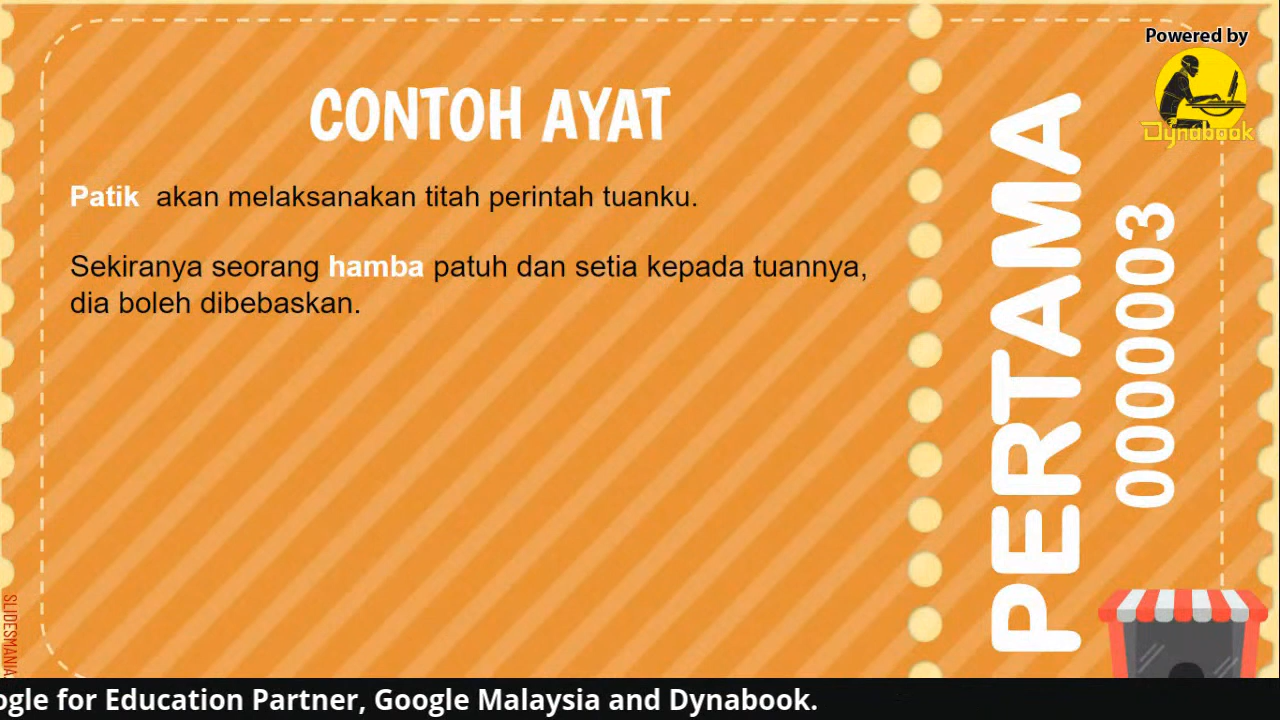 Powered by
Dynabook
CONTOH AYAT
Patik akan melaksanakan titah perintah tuanku.
Sekiranya seorang hamba patuh dan setia kepada tuannya,
dia boleh dibebaskan.
PERTAMA
0000003
SLIDESMANIA
ogle for Education Partner, Google Malaysia and Dynabook.